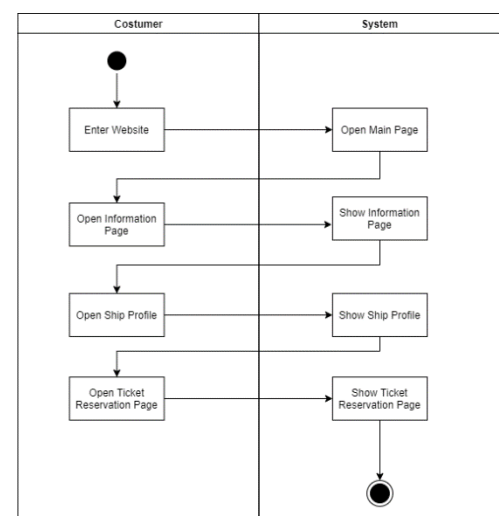 Costumer
System
Enter Website
Open Main Page
Open Information
Page
Show Information
Page
Open Ship Profile
Show Ship Profile
Open Ticket
Reservation Page
Show Ticket
Reservation Page